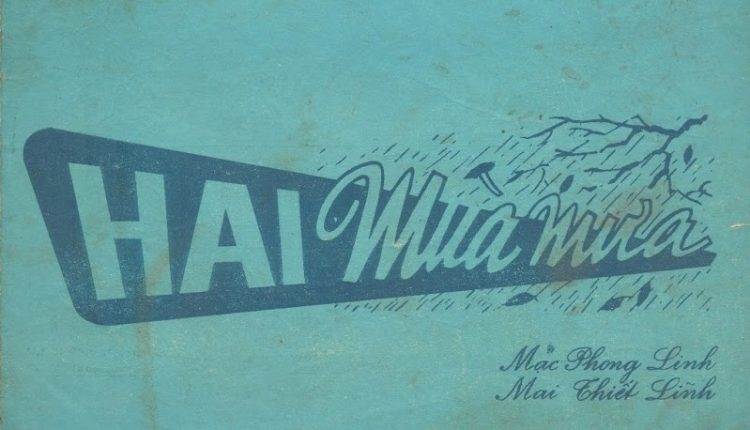 HAI Mùa mưa
Mặc Phong Linh
Mai Thiết Lĩnh